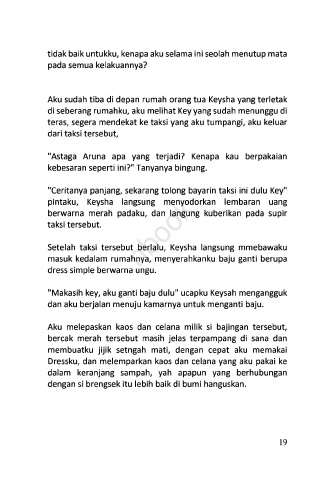 tidak baik untukku, kenapa aku selama ini seolah menutup mata
pada semua kelakuannya?
Aku sudah tiba di depan rumah orang tua Keysha yang terletak
di seberang rumahku, aku melihat Key yang sudah menunggu di
teras, segera mendekat ke taksi yang aku tumpangi, aku keluar
dari taksi tersebut,
"Astaga Aruna apa yang terjadi? Kenapa kau berpakaian
kebesaran seperti ini?" Tanyanya bingung.
"Ceritanya panjang, sekarang tolong bayarin taksi ini dulu Key"
pintaku, Keysha langsung menyodorkan lembaran uang
berwarna merah padaku, dan langung kuberikan pada supir
taksi tersebut.
Setelah taksi tersebut berlalu, Keysha langsung mmebawaku
masuk kedalam rumahnya, menyerahkanku baju ganti berupa
dress simple berwarna ungu.
"Makasih key, aku ganti baju dulu" ucapku Keysah mengangguk
dan aku berjalan menuju kamarnya untuk menganti baju.
Aku melepaskan kaos dan celana milik si bajingan tersebut,
bercak merah tersebut masih jelas terpampang di sana dan
membuatku jijik setngah mati, dengan cepat aku memakai
Dressku, dan melemparkan kaos dan celana yang aku pakai ke
dalam keranjang sampah, yah apapun yang berhubungan
dengan si brengsek itu lebih baik di bumi hanguskan.
19